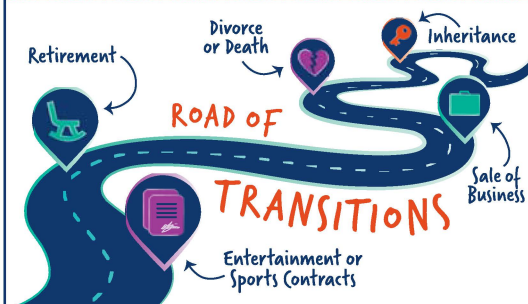 Divorce
or Death
Inheritance
Retirement
ROAD OF
TRANSITIONS
Sale of
Business
Entertainment or
Sports Contracts